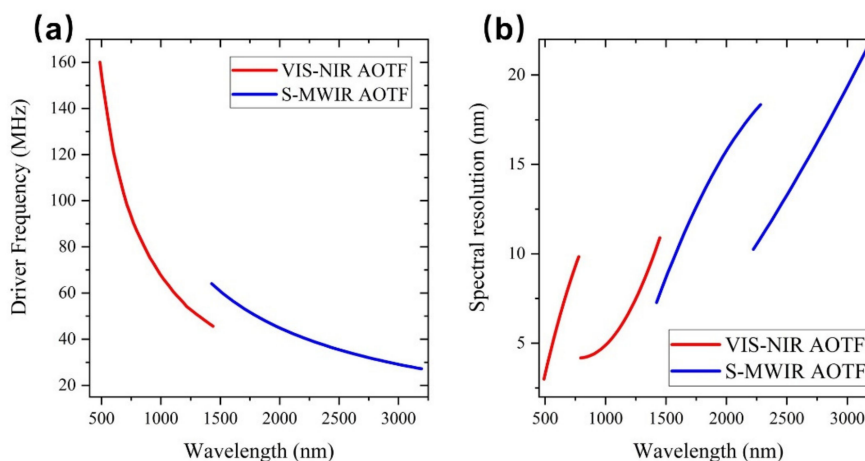 (a)
Driver Frequency (MHz)
160
140
120
100
80
60
40
20
VIS-NIR AOTF
S-MWIR AOTF
500 1000 1500 2000 2500 3000
Wavelength (nm)
(b)
Spectral resolution (nm)
20
15
10
5
VIS-NIR AOTF
S-MWIR AOTF
500 1000 1500 2000 2500 3000
Wavelength (nm)